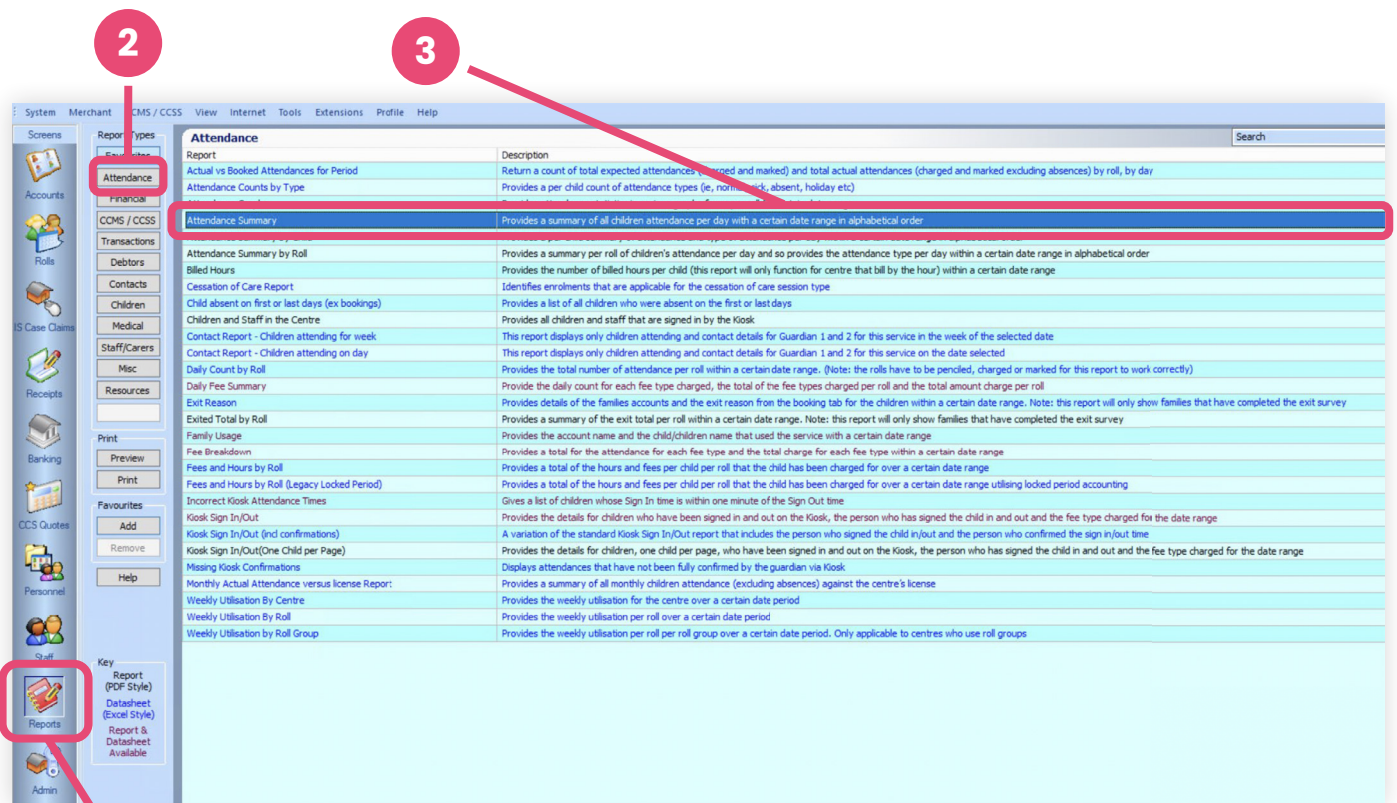 2
3
System Merchant CMS / CCSS View Internet Tools Extensions Profile Help
Screens
Accounts
Rolls
IS Case Claims
Receipts
Banking
CCS Quotes
Personnel
Staff
Reports
Admin
Report Types
Favourites
Attendance
Financial
CCMS / CCSS
Transactions
Debtors
Contacts
Children
Medical
Staff/Carers
Misc
Resources
Print
Preview
Print
Favourites
Add
Remove
Help
Key
Report
(PDF Style)
Datasheet
(Excel Style)
Report &
Datasheet
Available
Attendance Search
Report Description
Actual vs Booked Attendances for Period Return a count of total expected attendances (charged and marked) and total actual attendances (charged and marked excluding absences) by roll, by day
Attendance Counts by Type Provides a per child count of attendance types (ie, normal, sick, absent, holiday etc)
Attendance Summary Provides a summary of all children attendance per day with a certain date range in alphabetical order
Attendance Summary by Child Provides a per child summary of attendance and type of attendance per day with a certain date range in alphabetical order
Attendance Summary by Roll Provides a summary per roll of children's attendance per day and so provides the attendance type per day within a certain date range in alphabetical order
Billed Hours Provides the number of billed hours per child (this report will only function for centre that bill by the hour) within a certain date range
Cessation of Care Report Identifies enrolments that are applicable for the cessation of care session type
Child absent on first or last days (ex bookings) Provides a list of all children who were absent on the first or last days
Children and Staff in the Centre Provides all children and staff that are signed in by the Kiosk
Contact Report - Children attending for week This report displays only children attending and contact details for Guardian 1 and 2 for this service in the week of the selected date
Contact Report - Children attending on day This report displays only children attending and contact details for Guardian 1 and 2 for this service on the date selected
Daily Count by Roll Provides the total number of attendance per roll within a certain date range. (Note: the rolls have to be penciled, charged or marked for this report to work correctly)
Daily Fee Summary Provide the daily count for each fee type charged, the total of the fee types charged per roll and the total amount charge per roll
Exit Reason Provides details of the families accounts and the exit reason from the booking tab for the children within a certain date range. Note: this report will only show families that have completed the exit survey
Exited Total by Roll Provides a summary of the exit total per roll within a certain date range. Note: this report will only show families that have completed the exit survey
Family Usage Provides the account name and the child/children name that used the service with a certain date range
Fee Breakdown Provides a total for the attendance for each fee type and the total charge for each fee type within a certain date range
Fees and Hours by Roll Provides a total of the hours and fees per child per roll that the child has been charged for over a certain date range
Fees and Hours by Roll (Legacy Locked Period) Provides a total of the hours and fees per child per roll that the child has been charged for over a certain date range utilising locked period accounting
Incorrect Kiosk Attendance Times Gives a list of children whose Sign In time is within one minute of the Sign Out time
Kiosk Sign In/Out Provides the details for children who have been signed in and out on the Kiosk, the person who has signed the child in and out and the fee type charged for the date range
Kiosk Sign In/Out (incl confirmations) A variation of the standard Kiosk Sign In/Out report that includes the person who signed the child in/out and the person who confirmed the sign in/out time
Kiosk Sign In/Out(One Child per Page) Provides the details for children, one child per page, who have been signed in and out on the Kiosk, the person who has signed the child in and out and the fee type charged for the date range
Missing Kiosk Confirmations Displays attendances that have not been fully confirmed by the guardian via Kiosk
Monthly Actual Attendance versus license Report Provides a summary of all monthly children attendance (excluding absences) against the centre's license
Weekly Utilisation By Centre Provides the weekly utilisation for the centre over a certain date period
Weekly Utilisation By Roll Provides the weekly utilisation per roll over a certain date period
Weekly Utilisation by Roll Group Provides the weekly utilisation per roll per roll group over a certain date period. Only applicable to centres who use roll groups